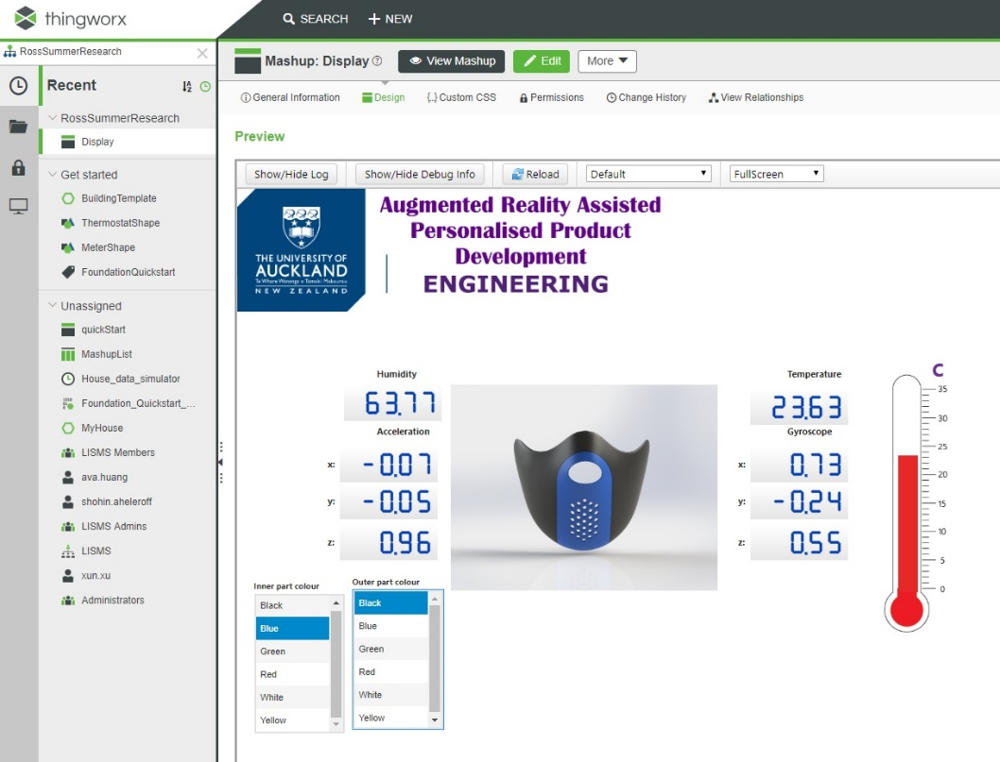 thingworx
SEARCH
+ NEW
RossSummerResearch
Recent
RossSummerResearch
Display
Get started
BuildingTemplate
ThermostatShape
MeterShape
FoundationQuickstart
Unassigned
quickStart
MashupList
House_data_simulator
Foundation_Quickstart_...
MyHouse
LISMS Members
ava.huang
shohin.aheleroff
LISMS Admins
LISMS
xun.xu
Administrators
Mashup: Display
View Mashup
Edit
More
General Information
Design
Custom CSS
Permissions
Change History
View Relationships
Preview
Show/Hide Log
Show/Hide Debug Info
Reload
Default
FullScreen
THE UNIVERSITY OF
AUCKLAND
Te Whare Wananga o Tamaki Makaurau
NEW ZEALAND
Augmented Reality Assisted
Personalised Product
Development
ENGINEERING
Humidity
63.77
Acceleration
x: -0.07
y: -0.05
z: 0.96
Temperature
23.63
Gyroscope
x: 0.73
y: -0.24
z: 0.55
C
35
30
25
20
15
10
5
0
Inner part colour
Black
Blue
Green
Red
White
Yellow
Outer part colour
Black
Blue
Green
Red
White
Yellow